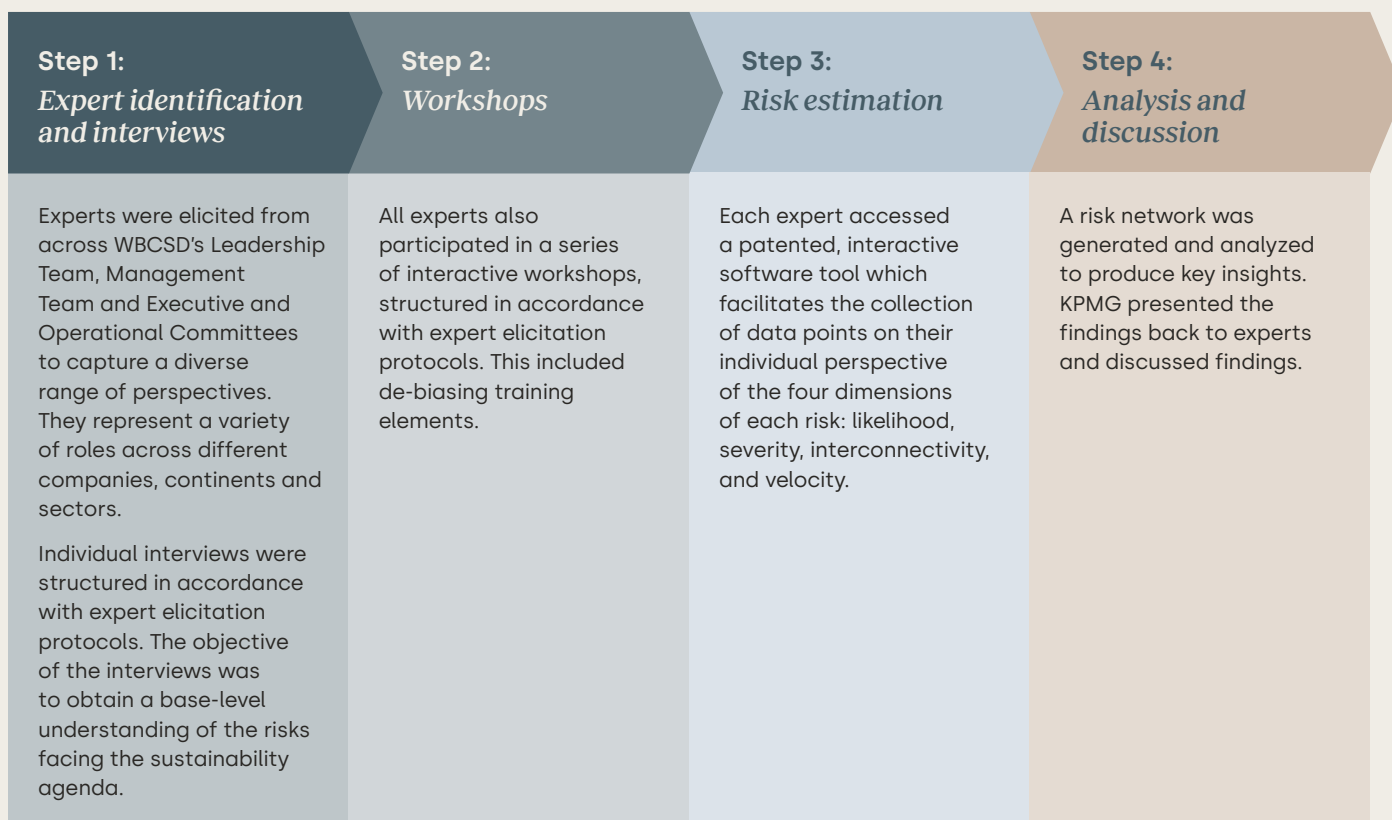 Step 1:
Expert identification
and interviews
Experts were elicited from
across WBCSD's Leadership
Team, Management
Team and Executive and
Operational Committees
to capture a diverse
range of perspectives.
They represent a variety
of roles across different
companies, continents and
sectors.
Individual interviews were
structured in accordance
with expert elicitation
protocols. The objective
of the interviews was
to obtain a base-level
understanding of the risks
facing the sustainability
agenda.
Step 2:
Workshops
All experts also
participated in a series
of interactive workshops,
structured in accordance
with expert elicitation
protocols. This included
de-biasing training
elements.
Step 3:
Risk estimation
Each expert accessed
a patented, interactive
software tool which
facilitates the collection
of data points on their
individual perspective
of the four dimensions
of each risk: likelihood,
severity, interconnectivity,
and velocity.
Step 4:
Analysis and
discussion
A risk network was
generated and analyzed
to produce key insights.
KPMG presented the
findings back to experts
and discussed findings.